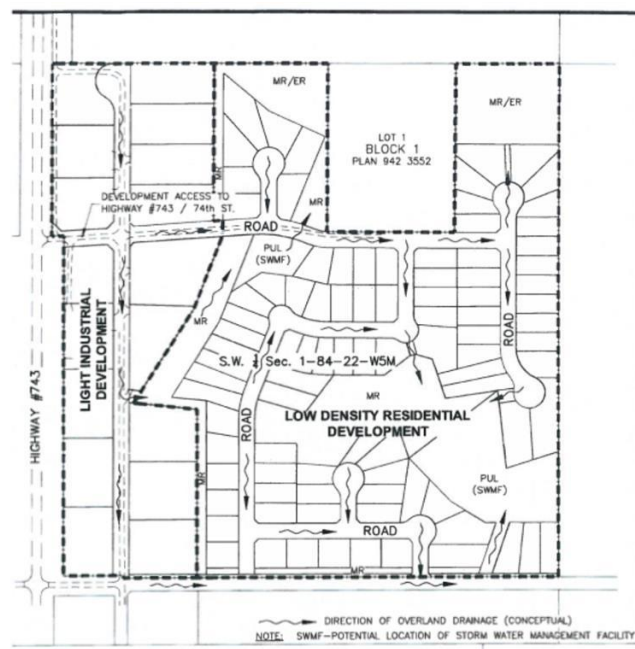 MR/ER
LOT 1
BLOCK 1
PLAN 942 3552
MR/ER
MR
DEVELOPMENT ACCESS TO
HIGHWAY #743 / 74th ST.
MR
ROAD
PUL
(SWMF)
MR
LIGHT INDUSTRIAL
DEVELOPMENT
HIGHWAY #743
S.W. ¼ Sec. 1-84-22-W5M
ROAD
MR
LOW DENSITY RESIDENTIAL
DEVELOPMENT
ROAD
MR
PUL
(SWMF)
ROAD
MR
DIRECTION OF OVERLAND DRAINAGE (CONCEPTUAL)
NOTE: SWMF-POTENTIAL LOCATION OF STORM WATER MANAGEMENT FACILITY